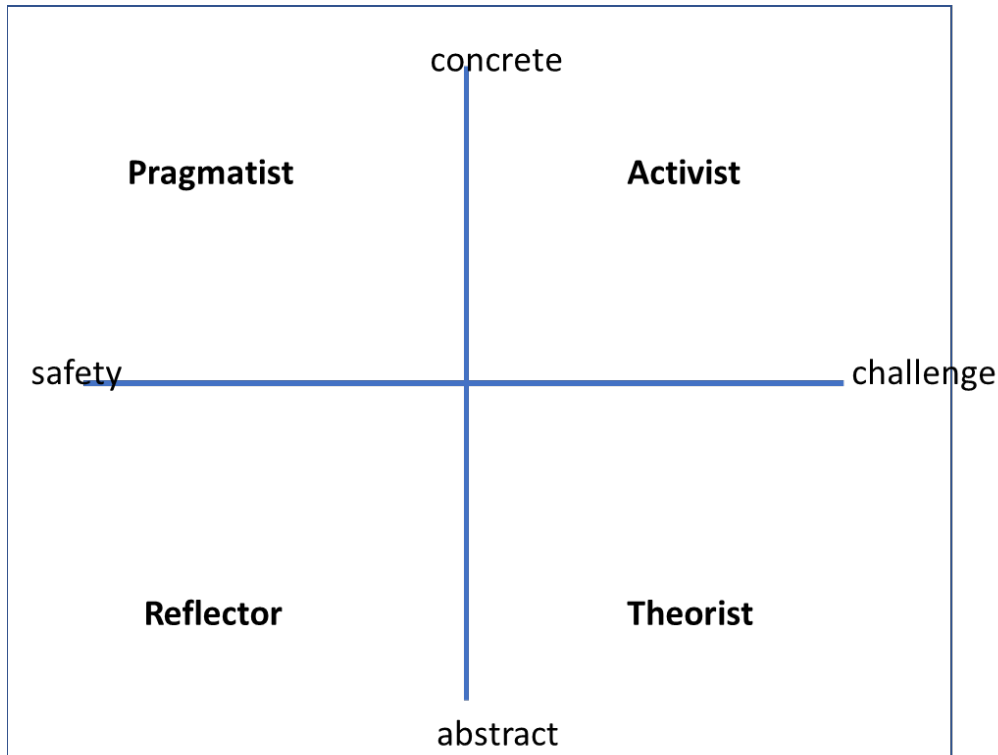 concrete
Pragmatist Activist
safety challenge
Reflector Theorist
abstract